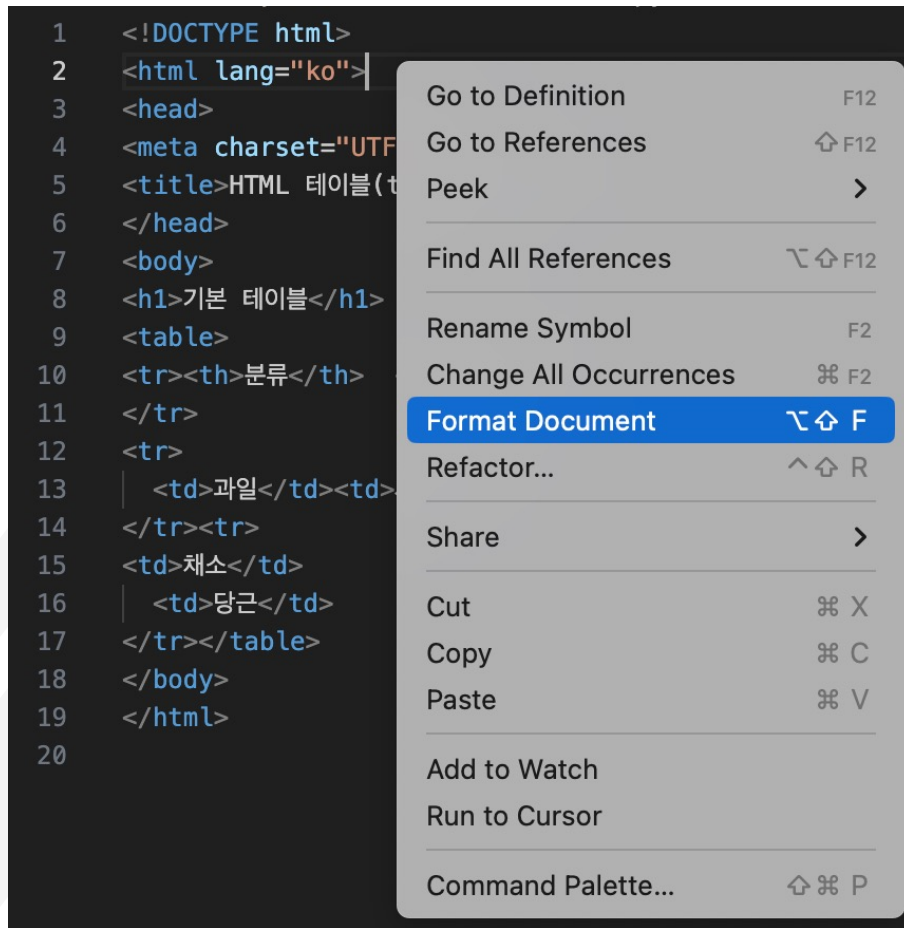 1 <!DOCTYPE html>
2 <html lang="ko">
3 <head>
4 <meta charset="UTF
5 <title>HTML 테이블(t
6 </head>
7 <body>
8 <h1>기본 테이블</h1>
9 <table>
10 <tr><th>분류</th>
11 </tr>
12 <tr>
13 <td>과일</td><td>
14 </tr><tr>
15 <td>채소</td>
16 <td>당근</td>
17 </tr></table>
18 </body>
19 </html>
20
Go to Definition F12
Go to References ⇧F12
Peek >
Find All References ⌥⇧F12
Rename Symbol F2
Change All Occurrences ⌘F2
Format Document ⌥⇧ F
Refactor... ^⇧ R
Share >
Cut ⌘ X
Copy ⌘ C
Paste ⌘ V
Add to Watch
Run to Cursor
Command Palette... ⇧⌘ P